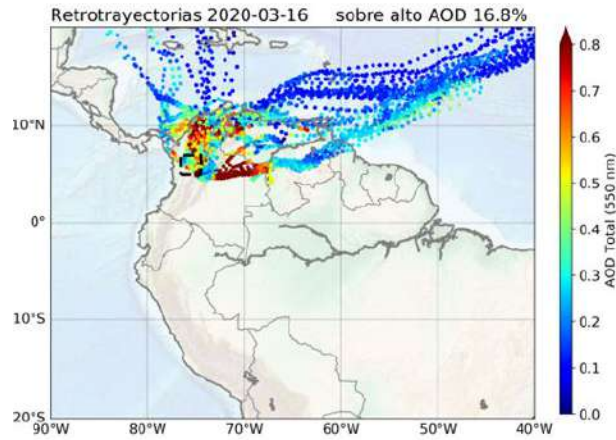 Retrotrayectorias 2020-03-16 sobre alto AOD 16.8%
0.8
0.7
0.6
0.5
0.4
0.3
0.2
0.1
0.0
AOD Total (550 nm)
10°N
0°
10°S
20°S
90°W 80°W 70°W 60°W 50°W 40°W